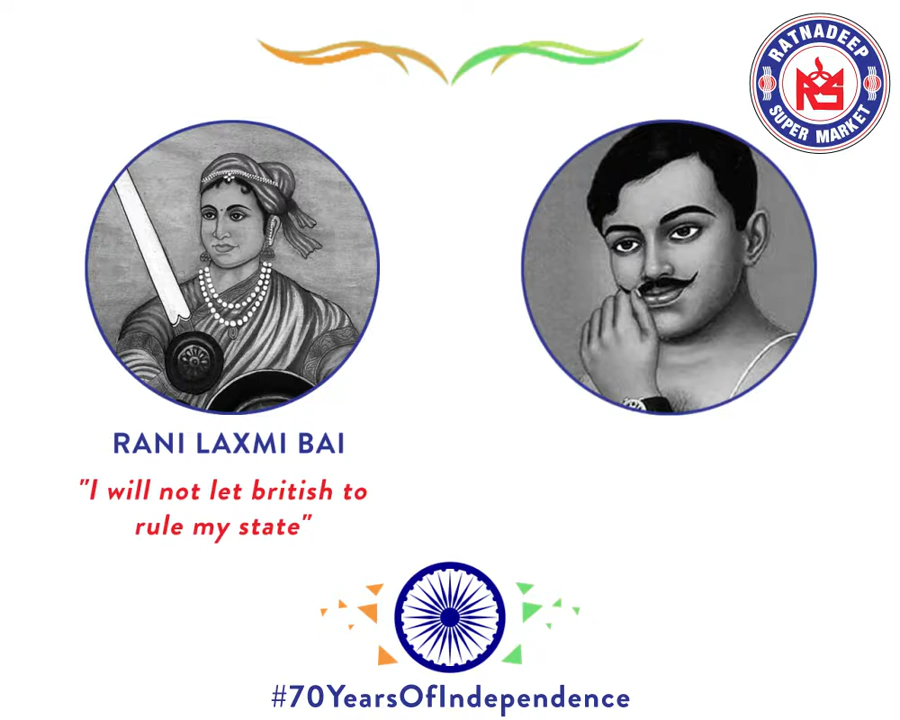 RATNADEEP
SUPER MARKET
RANI LAXMI BAI
"I will not let british to
rule my state"
#70YearsOfIndependence